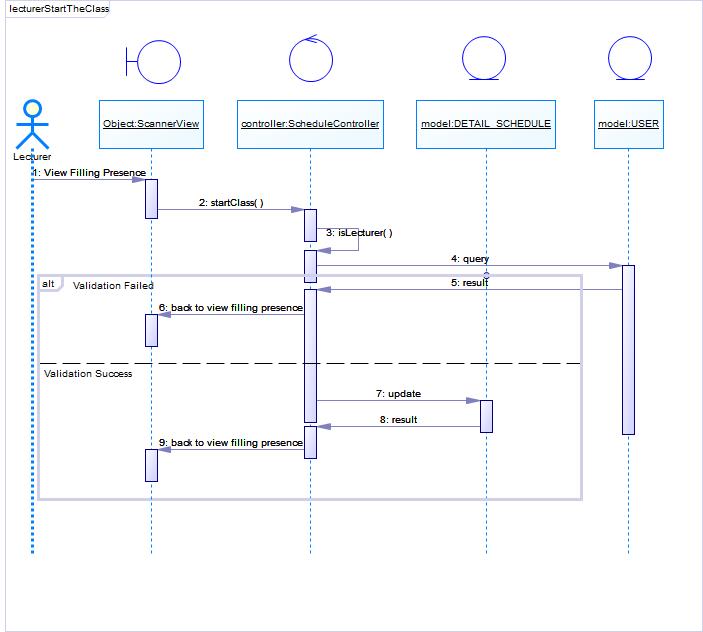 lecturerStartTheClass
Object:ScannerView
controller:ScheduleController
model:DETAIL_SCHEDULE
model:USER
Lecturer
1: View Filling Presence
2: startClass( )
3: isLecturer( )
4: query
alt
Validation Failed
5: result
6: back to view filling presence
Validation Success
7: update
8: result
9: back to view filling presence